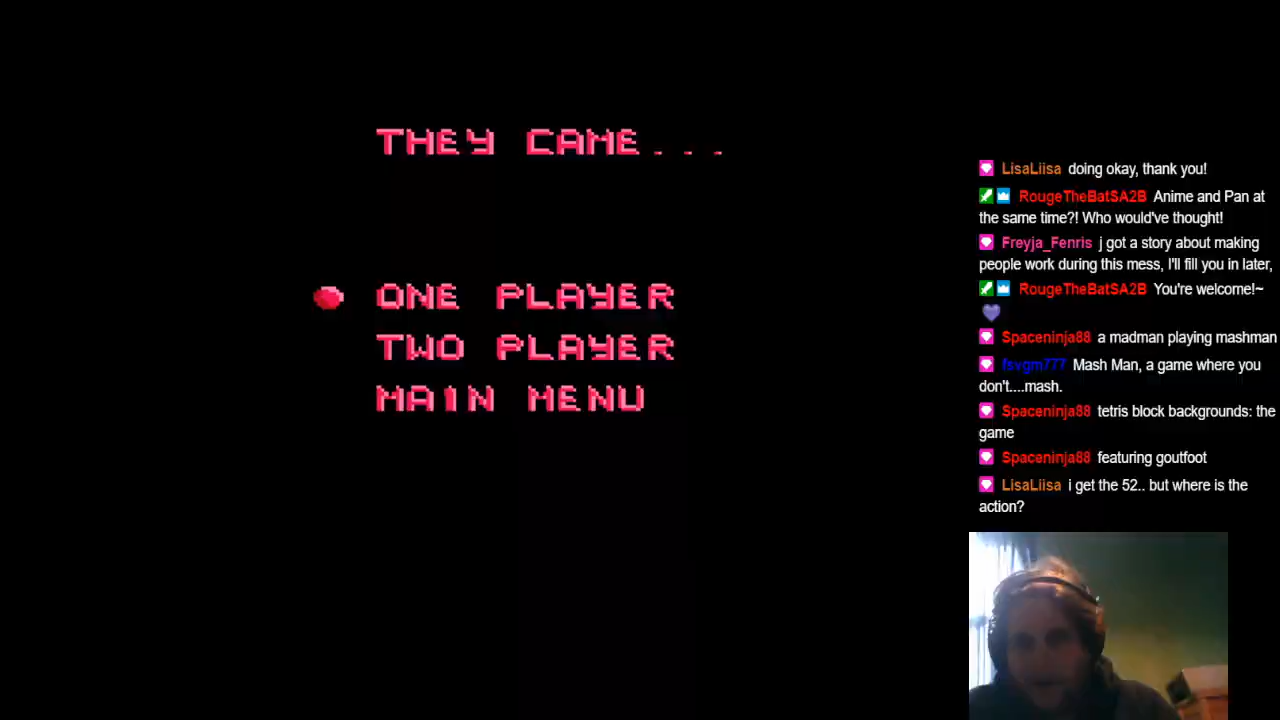 THEY CAME...
ONE PLAYER
TWO PLAYER
MAIN MENU
LisaLiisa doing okay, thank you!
RougeTheBatSA2B Anime and Pan at
the same time?! Who would've thought!
Freyja_Fenris j got a story about making
people work during this mess, I'll fill you in later,
RougeTheBatSA2B You're welcome!~
Spaceninja88 a madman playing mashman
fsvgm777 Mash Man, a game where you
don't....mash.
Spaceninja88 tetris block backgrounds: the
game
Spaceninja88 featuring goutfoot
LisaLiisa i get the 52.. but where is the
action?